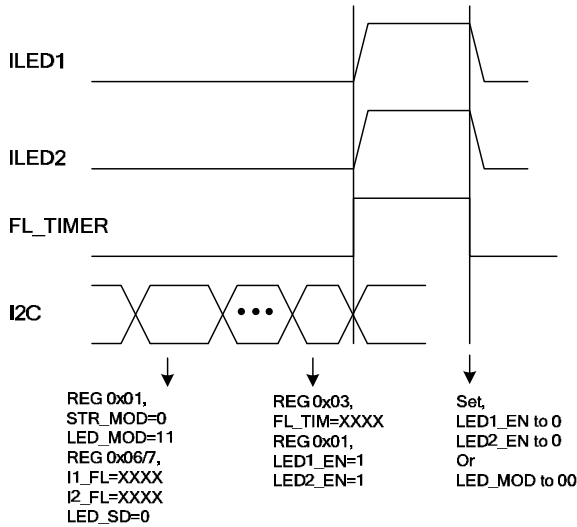 ILED1
ILED2
FL_TIMER
I2C
REG 0x01,
STR_MOD=0
LED_MOD=11
REG 0x06/7,
I1_FL=XXXX
I2_FL=XXXX
LED_SD=0
REG 0x03,
FL_TIM=XXXX
REG 0x01,
LED1_EN=1
LED2_EN=1
Set,
LED1_EN to 0
LED2_EN to 0
Or
LED_MOD to 00